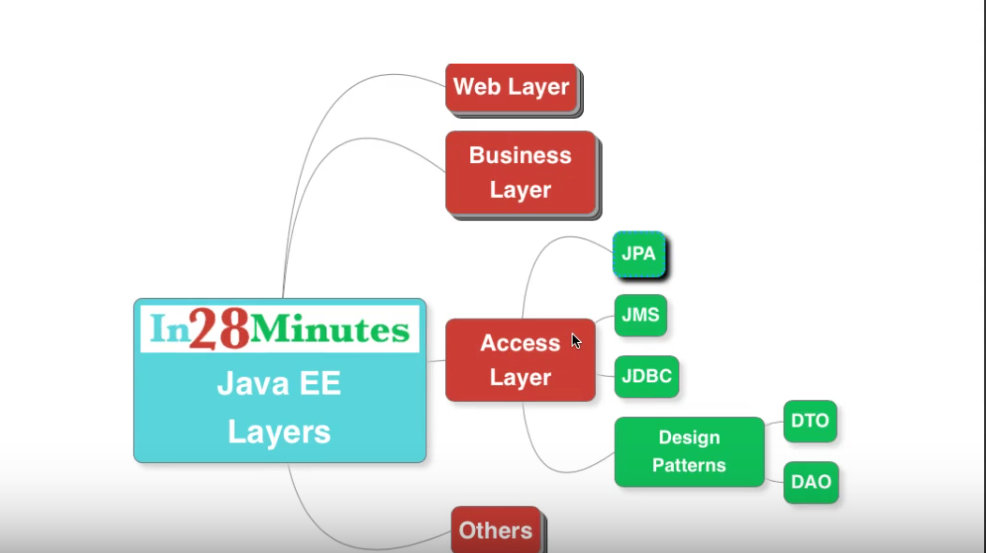 Web Layer
Business
Layer
JPA
JMS
In28Minutes
Java EE
Layers
Access
Layer
JDBC
Design
Patterns
DTO
DAO
Others